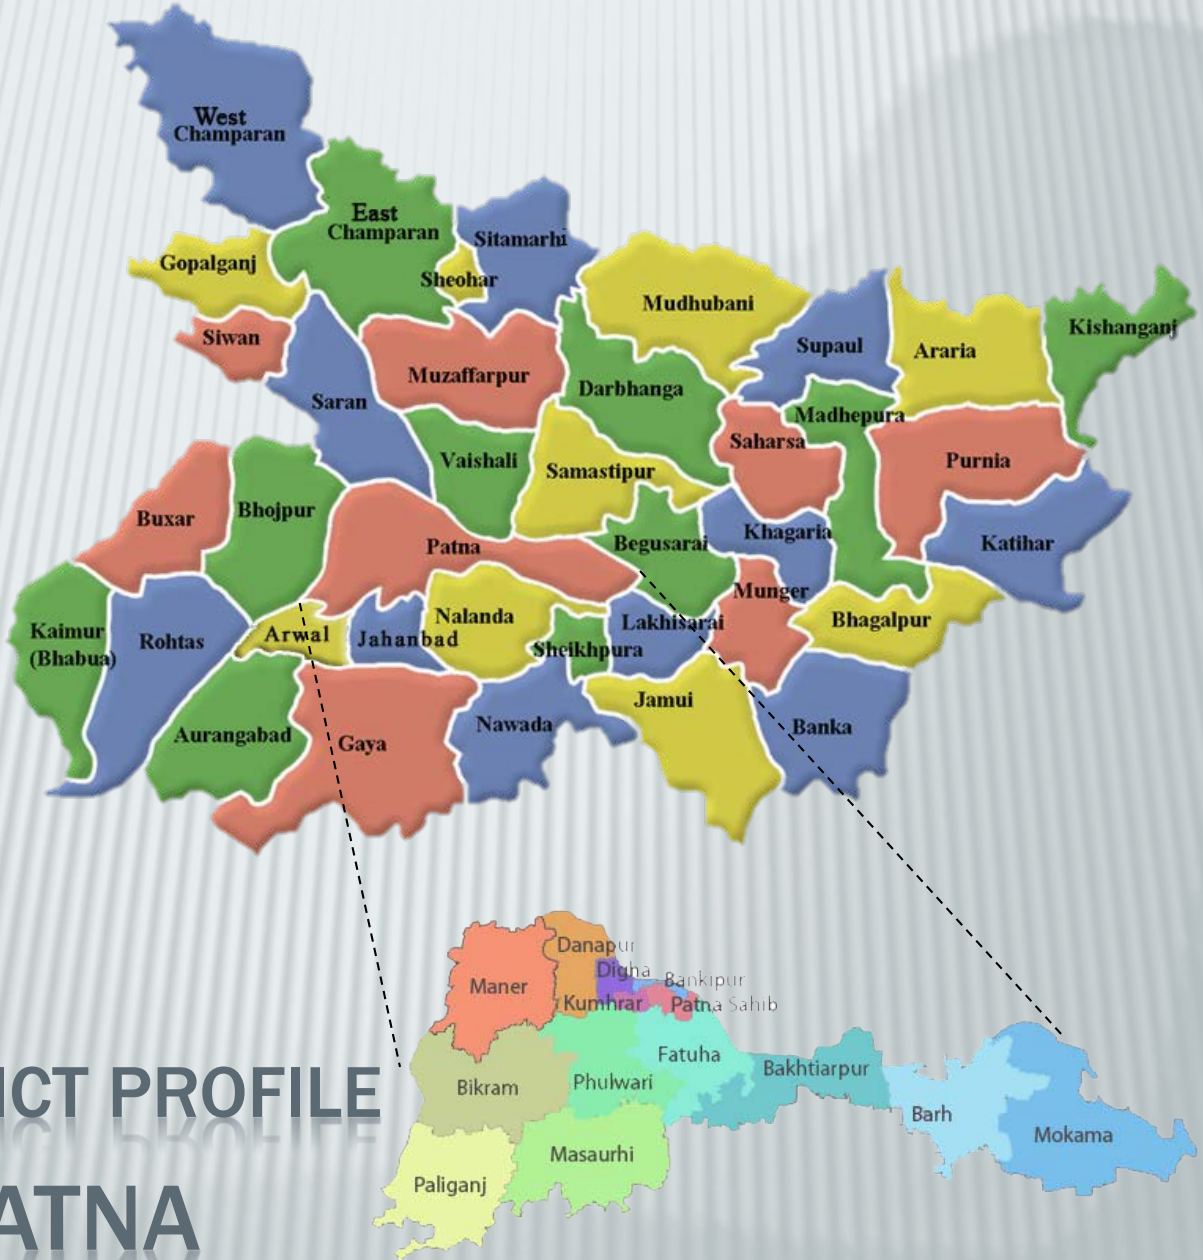 West
Champaran
East
Champaran
Sitamarhi
Gopalganj
Sheohar
Mudhubani
Siwan
Supaul
Araria
Kishanganj
Muzaffarpur
Darbhanga
Saran
Madhepura
Saharsa
Vaishali
Samastipur
Purnia
Buxar
Bhojpur
Patna
Begusarai
Khagaria
Katihar
Munger
Kaimur
(Bhabua)
Rohtas
Arwal
Jahanbad
Nalanda
Sheikhpura
Lakhisarai
Bhagalpur
Aurangabad
Gaya
Nawada
Jamui
Banka
Danapur
Maner
Digha
Bankipur
Kumhrar
Patna Sahib
Fatuha
Bikram
Phulwari
Bakhtiarpur
Barh
Mokama
Masaurhi
Paliganj
ICT PROFILE
ATNA